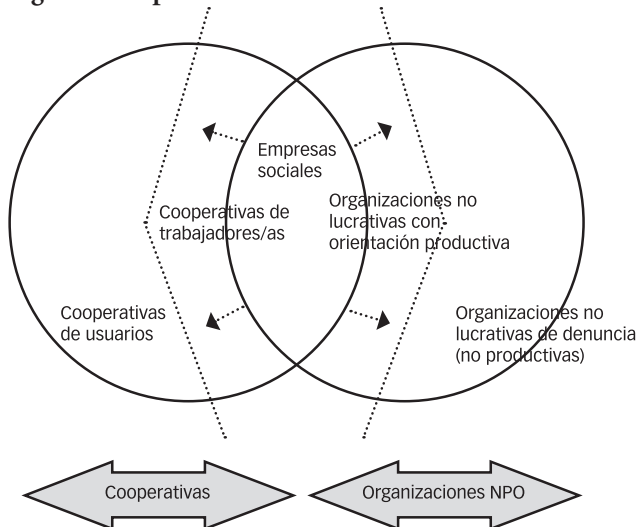 Empresas
sociales
Cooperativas de
trabajadores/as
Organizaciones no
lucrativas con
orientación productiva
Cooperativas
de usuarios
Organizaciones no
lucrativas de denuncia
(no productivas)
Cooperativas
Organizaciones NPO